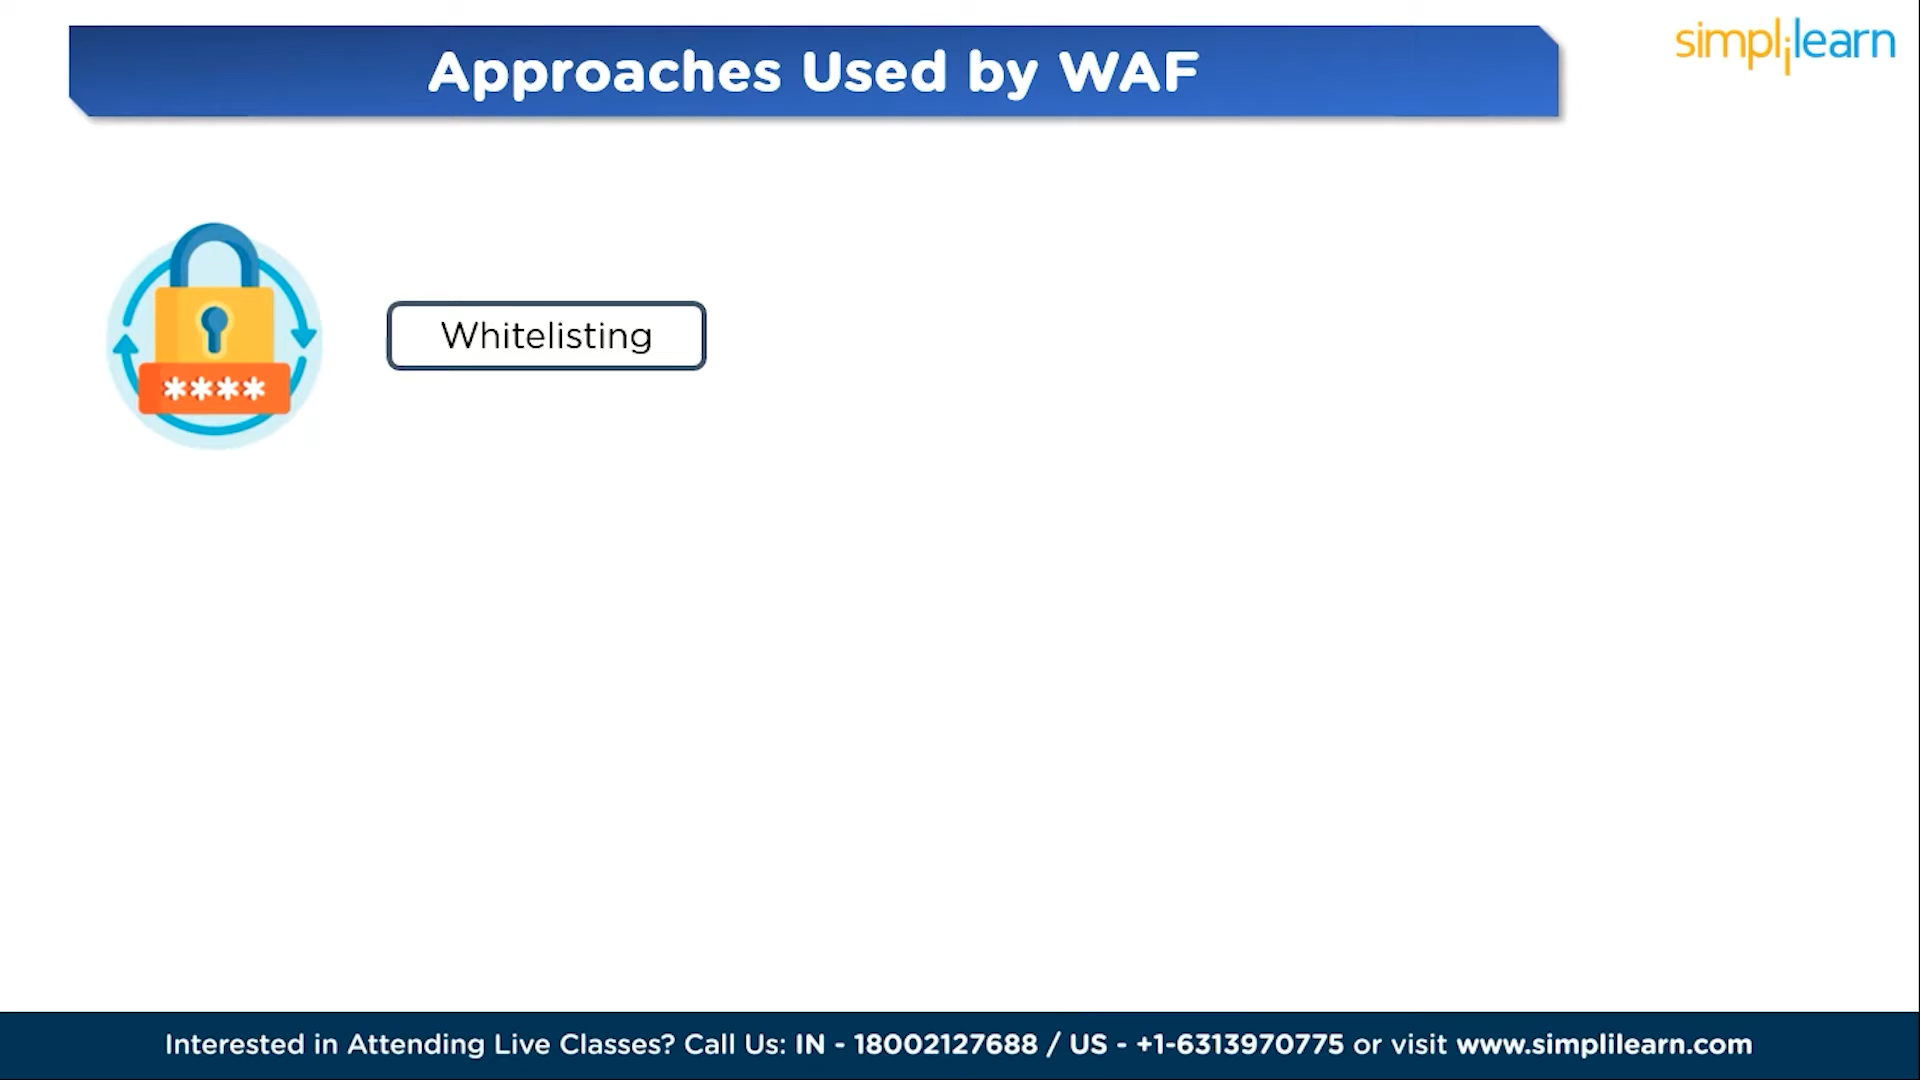 Approaches Used by WAF
simplilearn
Whitelisting
****
Interested in Attending Live Classes? Call Us: IN - 18002127688 / US - +1-6313970775 or visit www.simplilearn.com